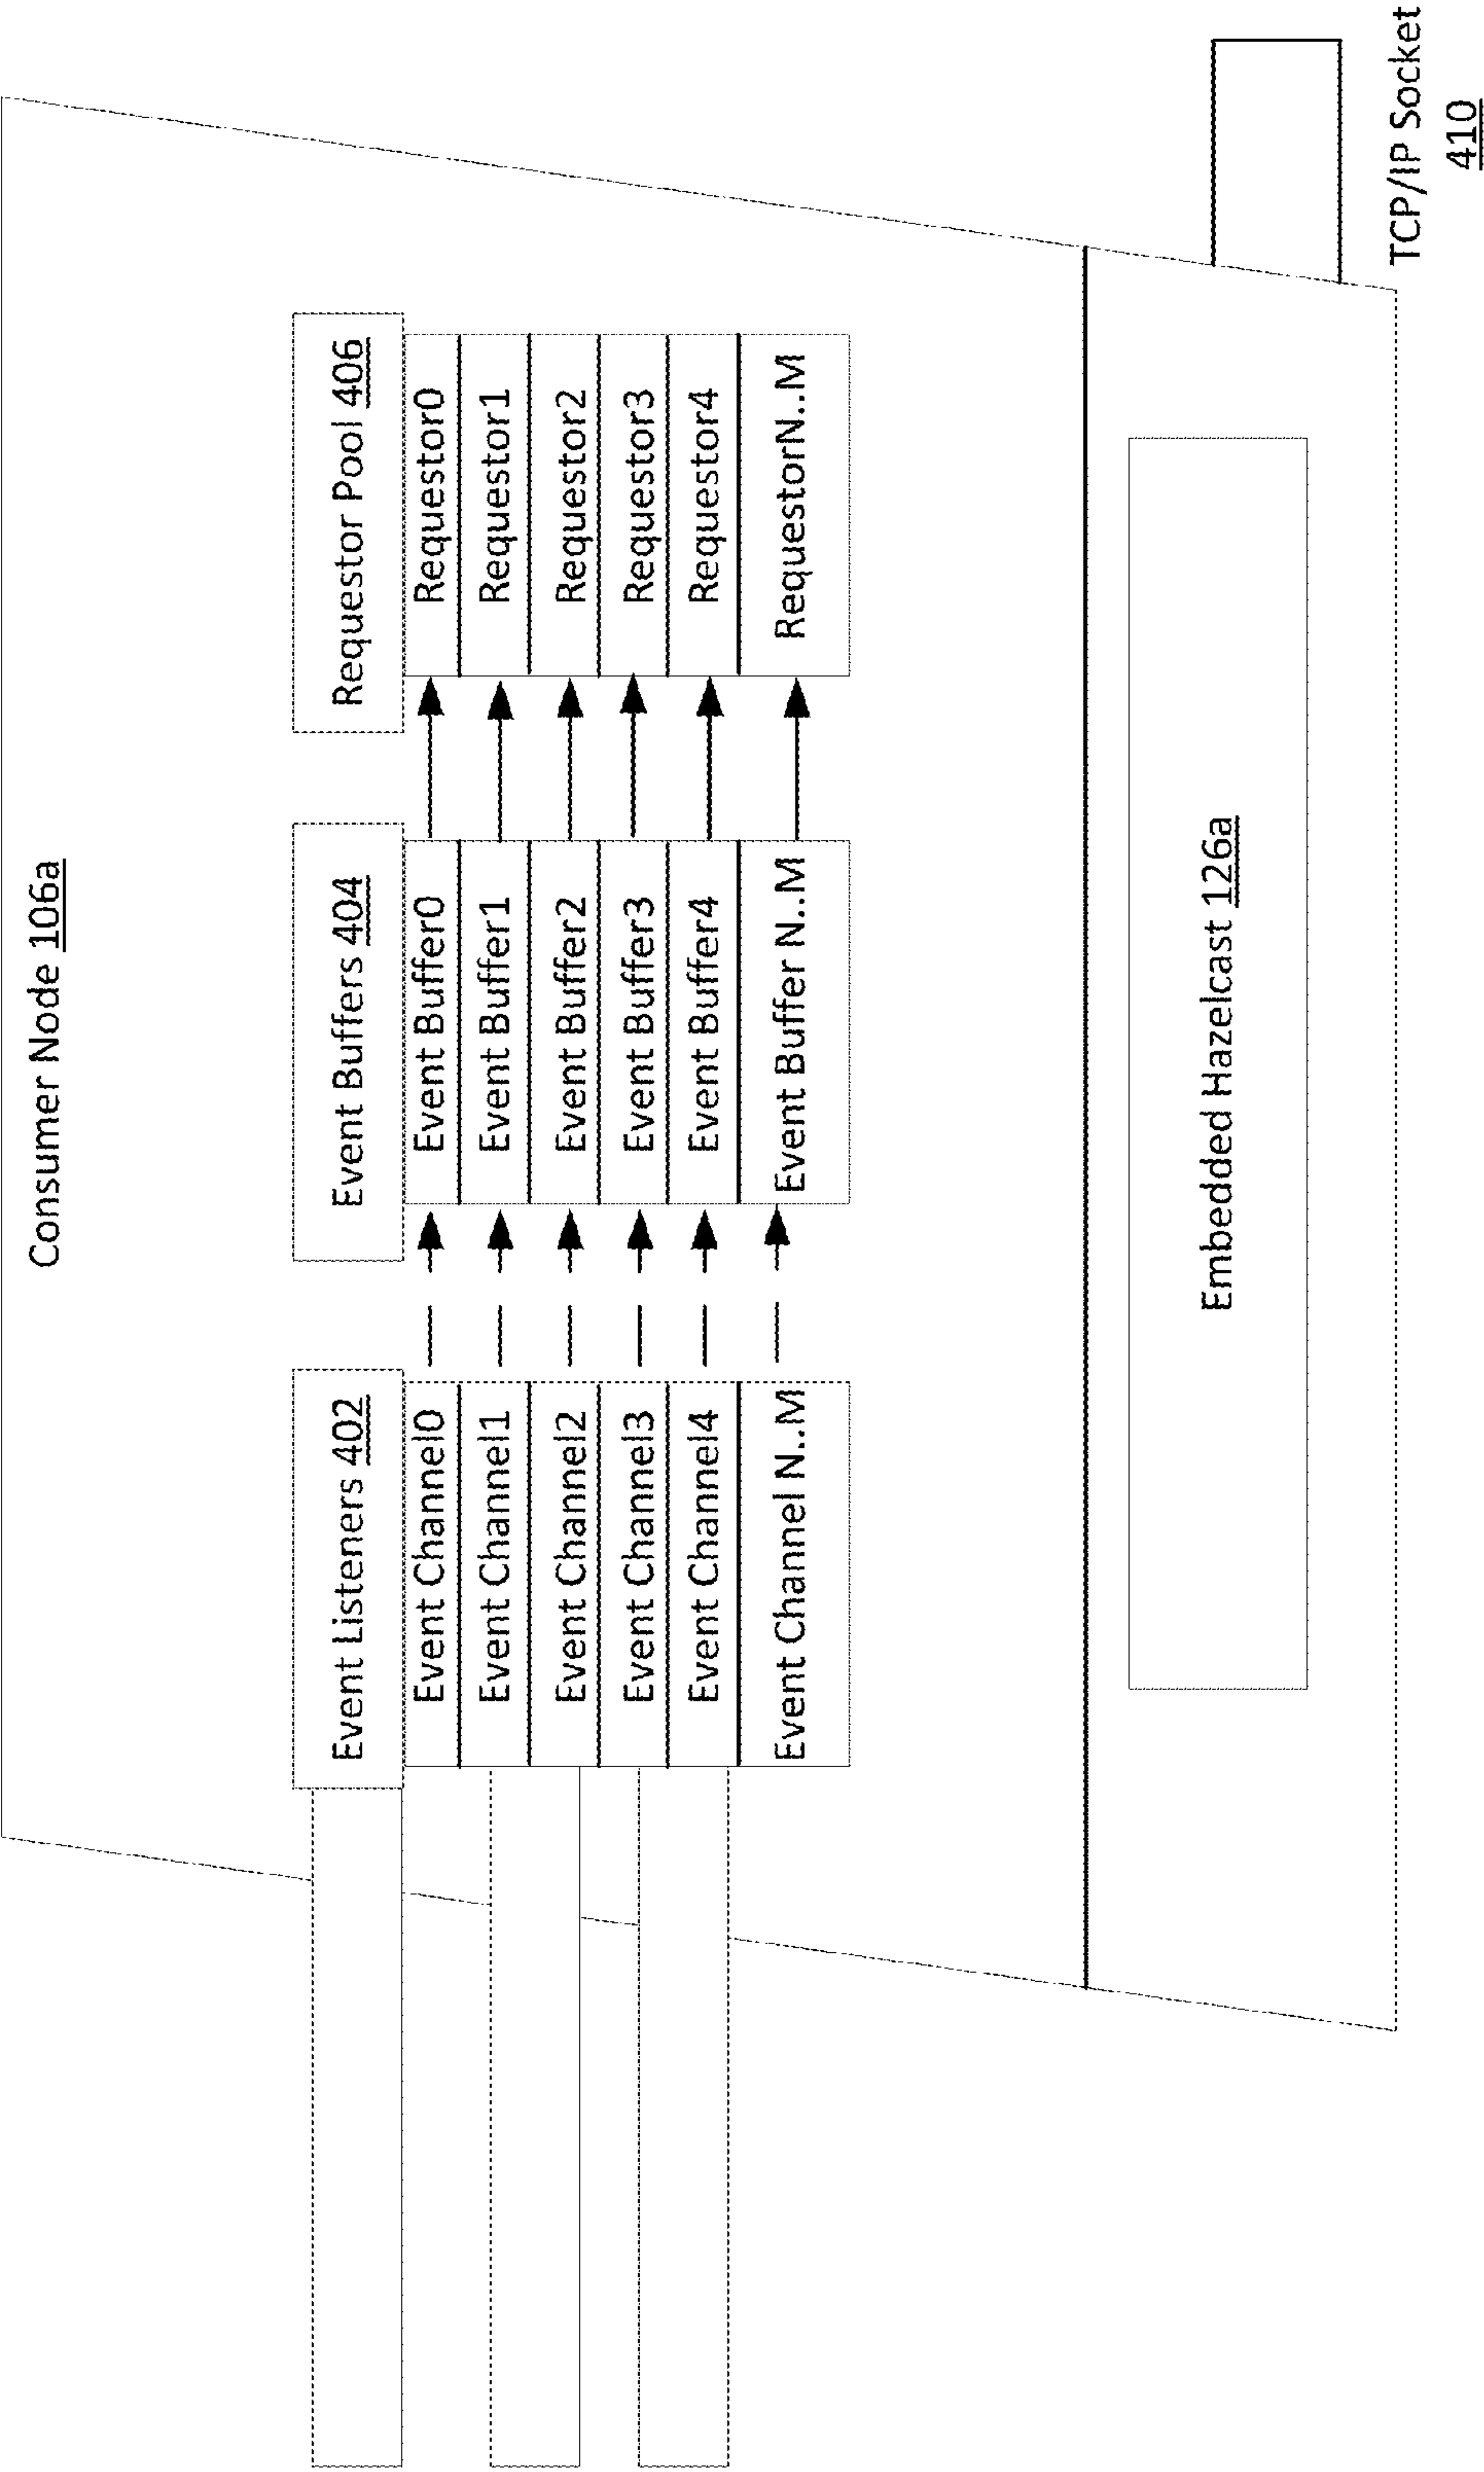 Consumer Node 106a
Event Listeners 402
Event Channel0
Event Channel1
Event Channel2
Event Channel3
Event Channel4
Event Channel N..M
Event Buffers 404
Event Buffer0
Event Buffer1
Event Buffer2
Event Buffer3
Event Buffer4
Event Buffer N..M
Requestor Pool 406
Requestor0
Requestor1
Requestor2
Requestor3
Requestor4
RequestorN..M
Embedded Hazelcast 126a
TCP/IP Socket
410